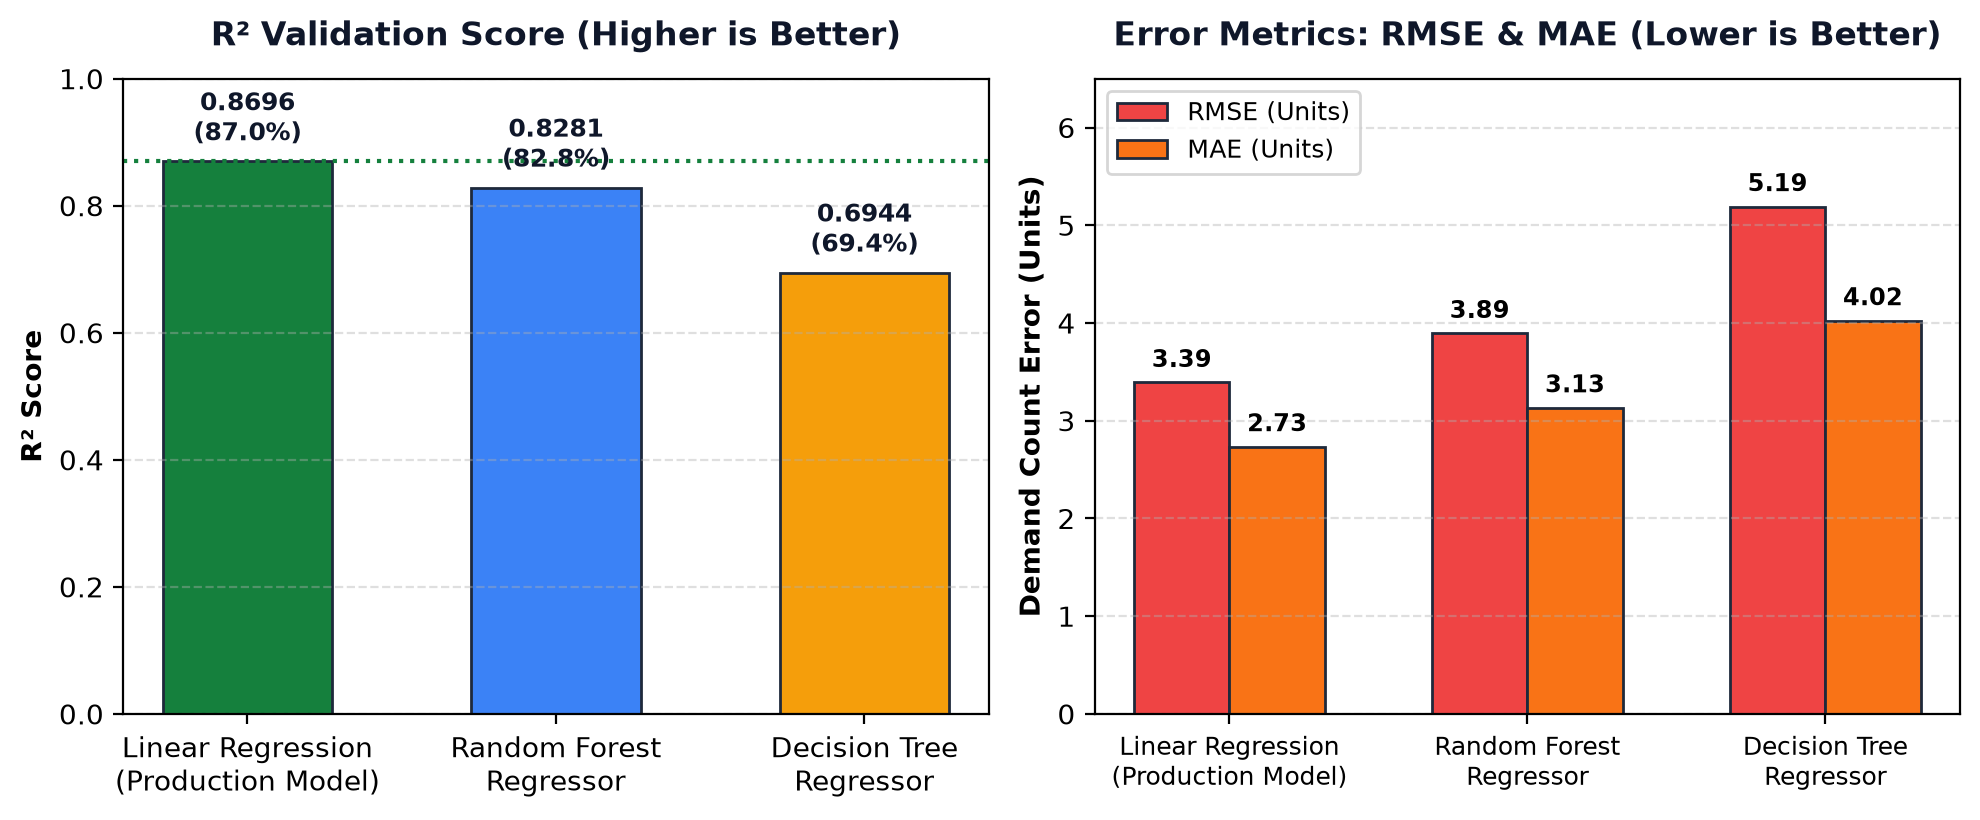 R² Validation Score (Higher is Better)
R² Score
1.0
0.8
0.6
0.4
0.2
0.0
0.8696
(87.0%)
0.8281
(82.8%)
0.6944
(69.4%)
Linear Regression
(Production Model)
Random Forest
Regressor
Decision Tree
Regressor
Error Metrics: RMSE & MAE (Lower is Better)
Demand Count Error (Units)
RMSE (Units)
MAE (Units)
6
5
4
3
2
1
0
3.39
2.73
3.89
3.13
5.19
4.02
Linear Regression
(Production Model)
Random Forest
Regressor
Decision Tree
Regressor